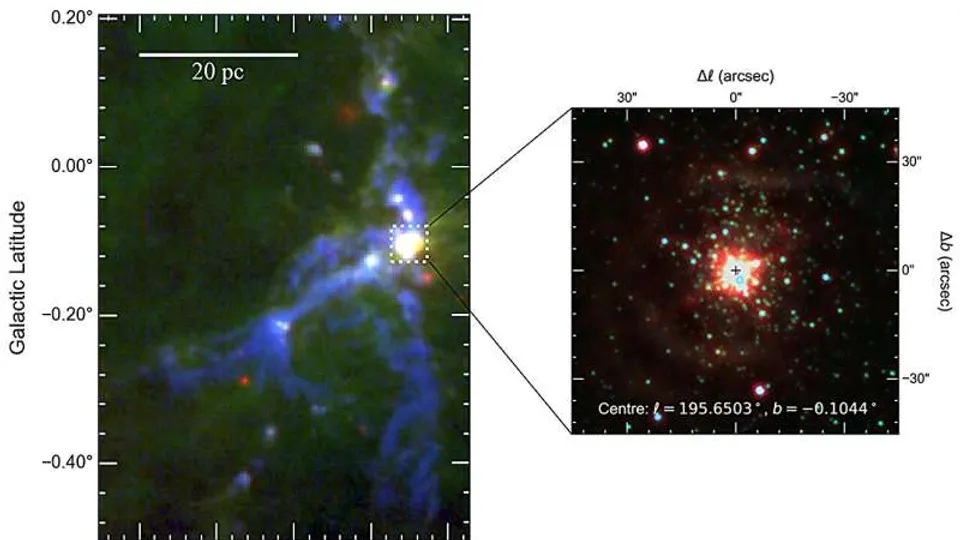 0.20°
20 pc
0.00°
−0.20°
−0.40°
Galactic Latitude
Δℓ (arcsec)
30″ 0″ −30″
30″
0″
−30″
Δb (arcsec)
Centre: ℓ = 195.6503°, b = −0.1044°